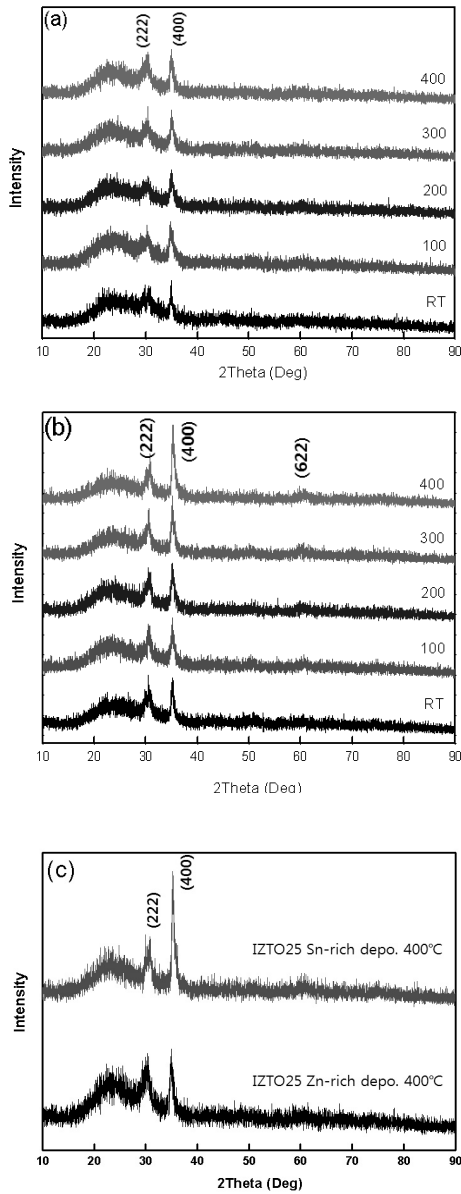 (a)
(222)
(400)
400
300
200
100
RT
Intensity
10 20 30 40 50 60 70 80 90
2Theta (Deg)
(b)
(222)
(400)
(622)
400
300
200
100
RT
Intensity
10 20 30 40 50 60 70 80 90
2Theta (Deg)
(c)
(222)
(400)
IZTO25 Sn-rich depo. 400℃
IZTO25 Zn-rich depo. 400℃
Intensity
10 20 30 40 50 60 70 80 90
2Theta (Deg)